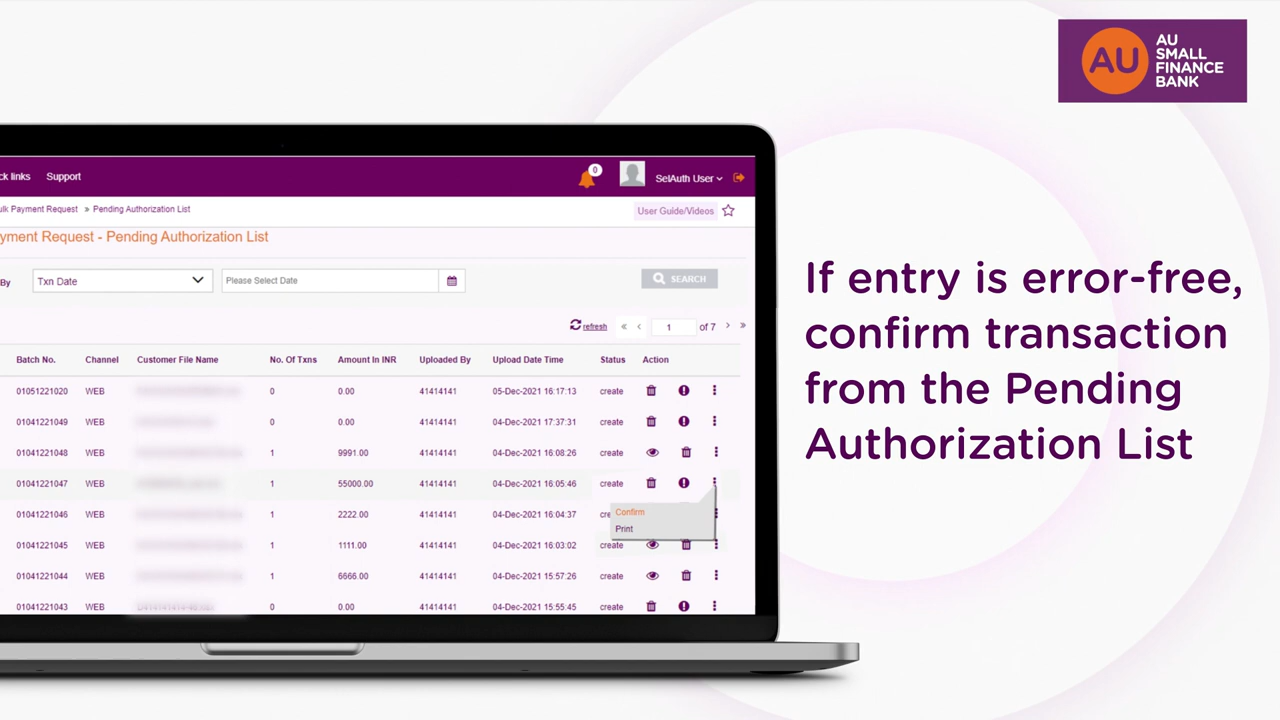 AU
AU
SMALL
FINANCE
BANK
ck links Support
0
SelAuth User
ulk Payment Request » Pending Authorization List
User Guide/Videos
yment Request - Pending Authorization List
By Txn Date Please Select Date SEARCH
refresh « ‹ 1 of 7 › »
Batch No. Channel Customer File Name No. Of Txns Amount In INR Uploaded By Upload Date Time Status Action
01051221020 WEB 0 0.00 41414141 05-Dec-2021 16:17:13 create
01041221049 WEB 0 0.00 41414141 04-Dec-2021 17:37:31 create
01041221048 WEB 1 9991.00 41414141 04-Dec-2021 16:08:26 create
01041221047 WEB 1 55000.00 41414141 04-Dec-2021 16:05:46 create
01041221046 WEB 1 2222.00 41414141 04-Dec-2021 16:04:37 cre
Confirm
Print
01041221045 WEB 1 1111.00 41414141 04-Dec-2021 16:03:02 create
01041221044 WEB 1 6666.00 41414141 04-Dec-2021 15:57:26 create
01041221043 WEB 0 0.00 41414141 04-Dec-2021 15:55:45 create
If entry is error-free,
confirm transaction
from the Pending
Authorization List